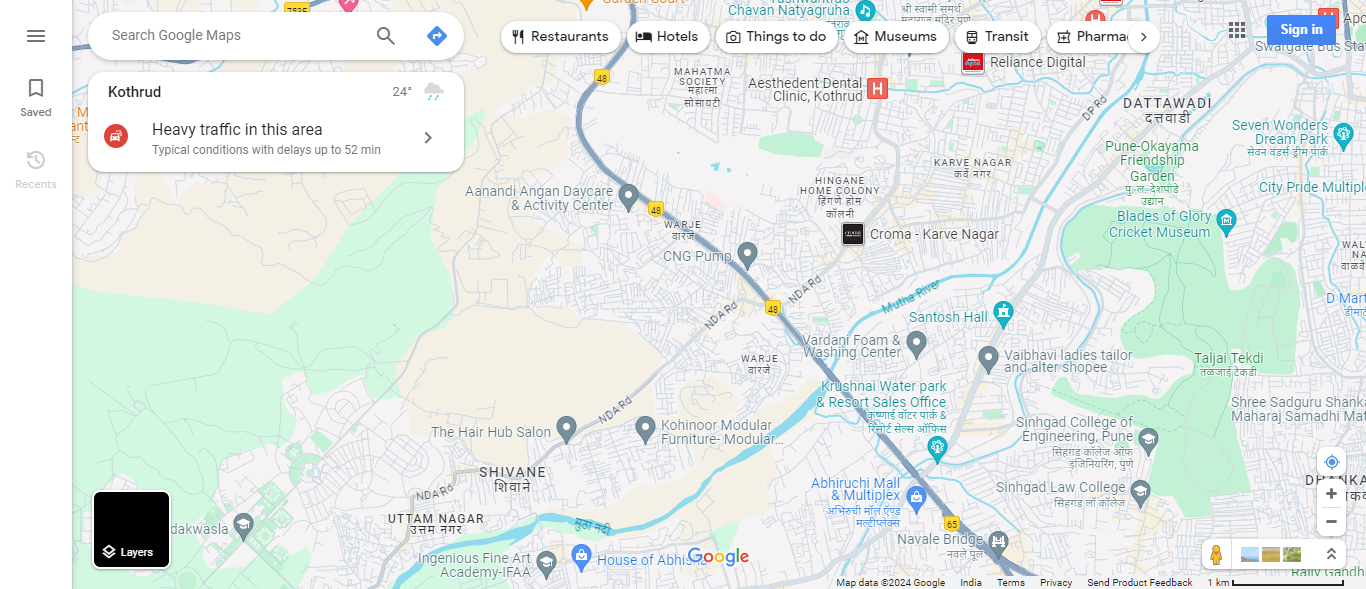 Search Google Maps
Restaurants
Hotels
Things to do
Museums
Transit
Pharma
Sign in
Saved
Recents
Kothrud
24°
Heavy traffic in this area
Typical conditions with delays up to 52 min
48
Chavan Natyagruha
श्री स्वामी समर्थ
Reliance Digital
Swargate Bus Sta
MAHATMA
SOCIETY
महात्मा
सोसायटी
Aesthedent Dental
Clinic, Kothrud
H
DP Rd
DATTAWADI
दत्तवाडी
Seven Wonders
Dream Park
सेवन वंडर्स ड्रीम पार्क
Pune-Okayama
Friendship
Garden
पु. ल. देशपांडे
उद्यान
KARVE NAGAR
कर्वे नगर
HINGANE
HOME COLONY
हिंगणे होम
कॉलनी
City Pride Multiple
Aanandi Angan Daycare
& Activity Center
48
WARJE
वारजे
Blades of Glory
Cricket Museum
Croma - Karve Nagar
CNG Pump
NDA Rd
NDA Rd
48
Mutha River
Santosh Hall
D Mart
Vardani Foam &
Washing Center
Vaibhavi ladies tailor
and alter shopee
WARJE
वारजे
Taljai Tekdi
तळजाई टेकडी
Krushnai Water park
& Resort Sales Office
कृष्णाई वॉटर पार्क &
रिसोर्ट सेल्स ऑफिस
Shree Sadguru Shanka
Maharaj Samadhi Mat
NDA Rd
The Hair Hub Salon
Kohinoor Modular
Furniture- Modular...
Sinhgad College of
Engineering, Pune
सिंहगड कॉलेज ऑफ
इंजिनियरिंग, पुणे
SHIVANE
शिवाने
NDA Rd
Abhiruchi Mall
& Multiplex
अभिरुची मॉल ऍण्ड
मल्टीप्लेक्स
Sinhgad Law College
सिंहगड लॉ कॉलेज
UTTAM NAGAR
उत्तम नगर
मुठा नदी
dakwasla
65
Navale Bridge
नवले पूल
Layers
Ingenious Fine Art
Academy-IFAA
House of Abhis
Google
Map data ©2024 Google
India
Terms
Privacy
Send Product Feedback
1 km